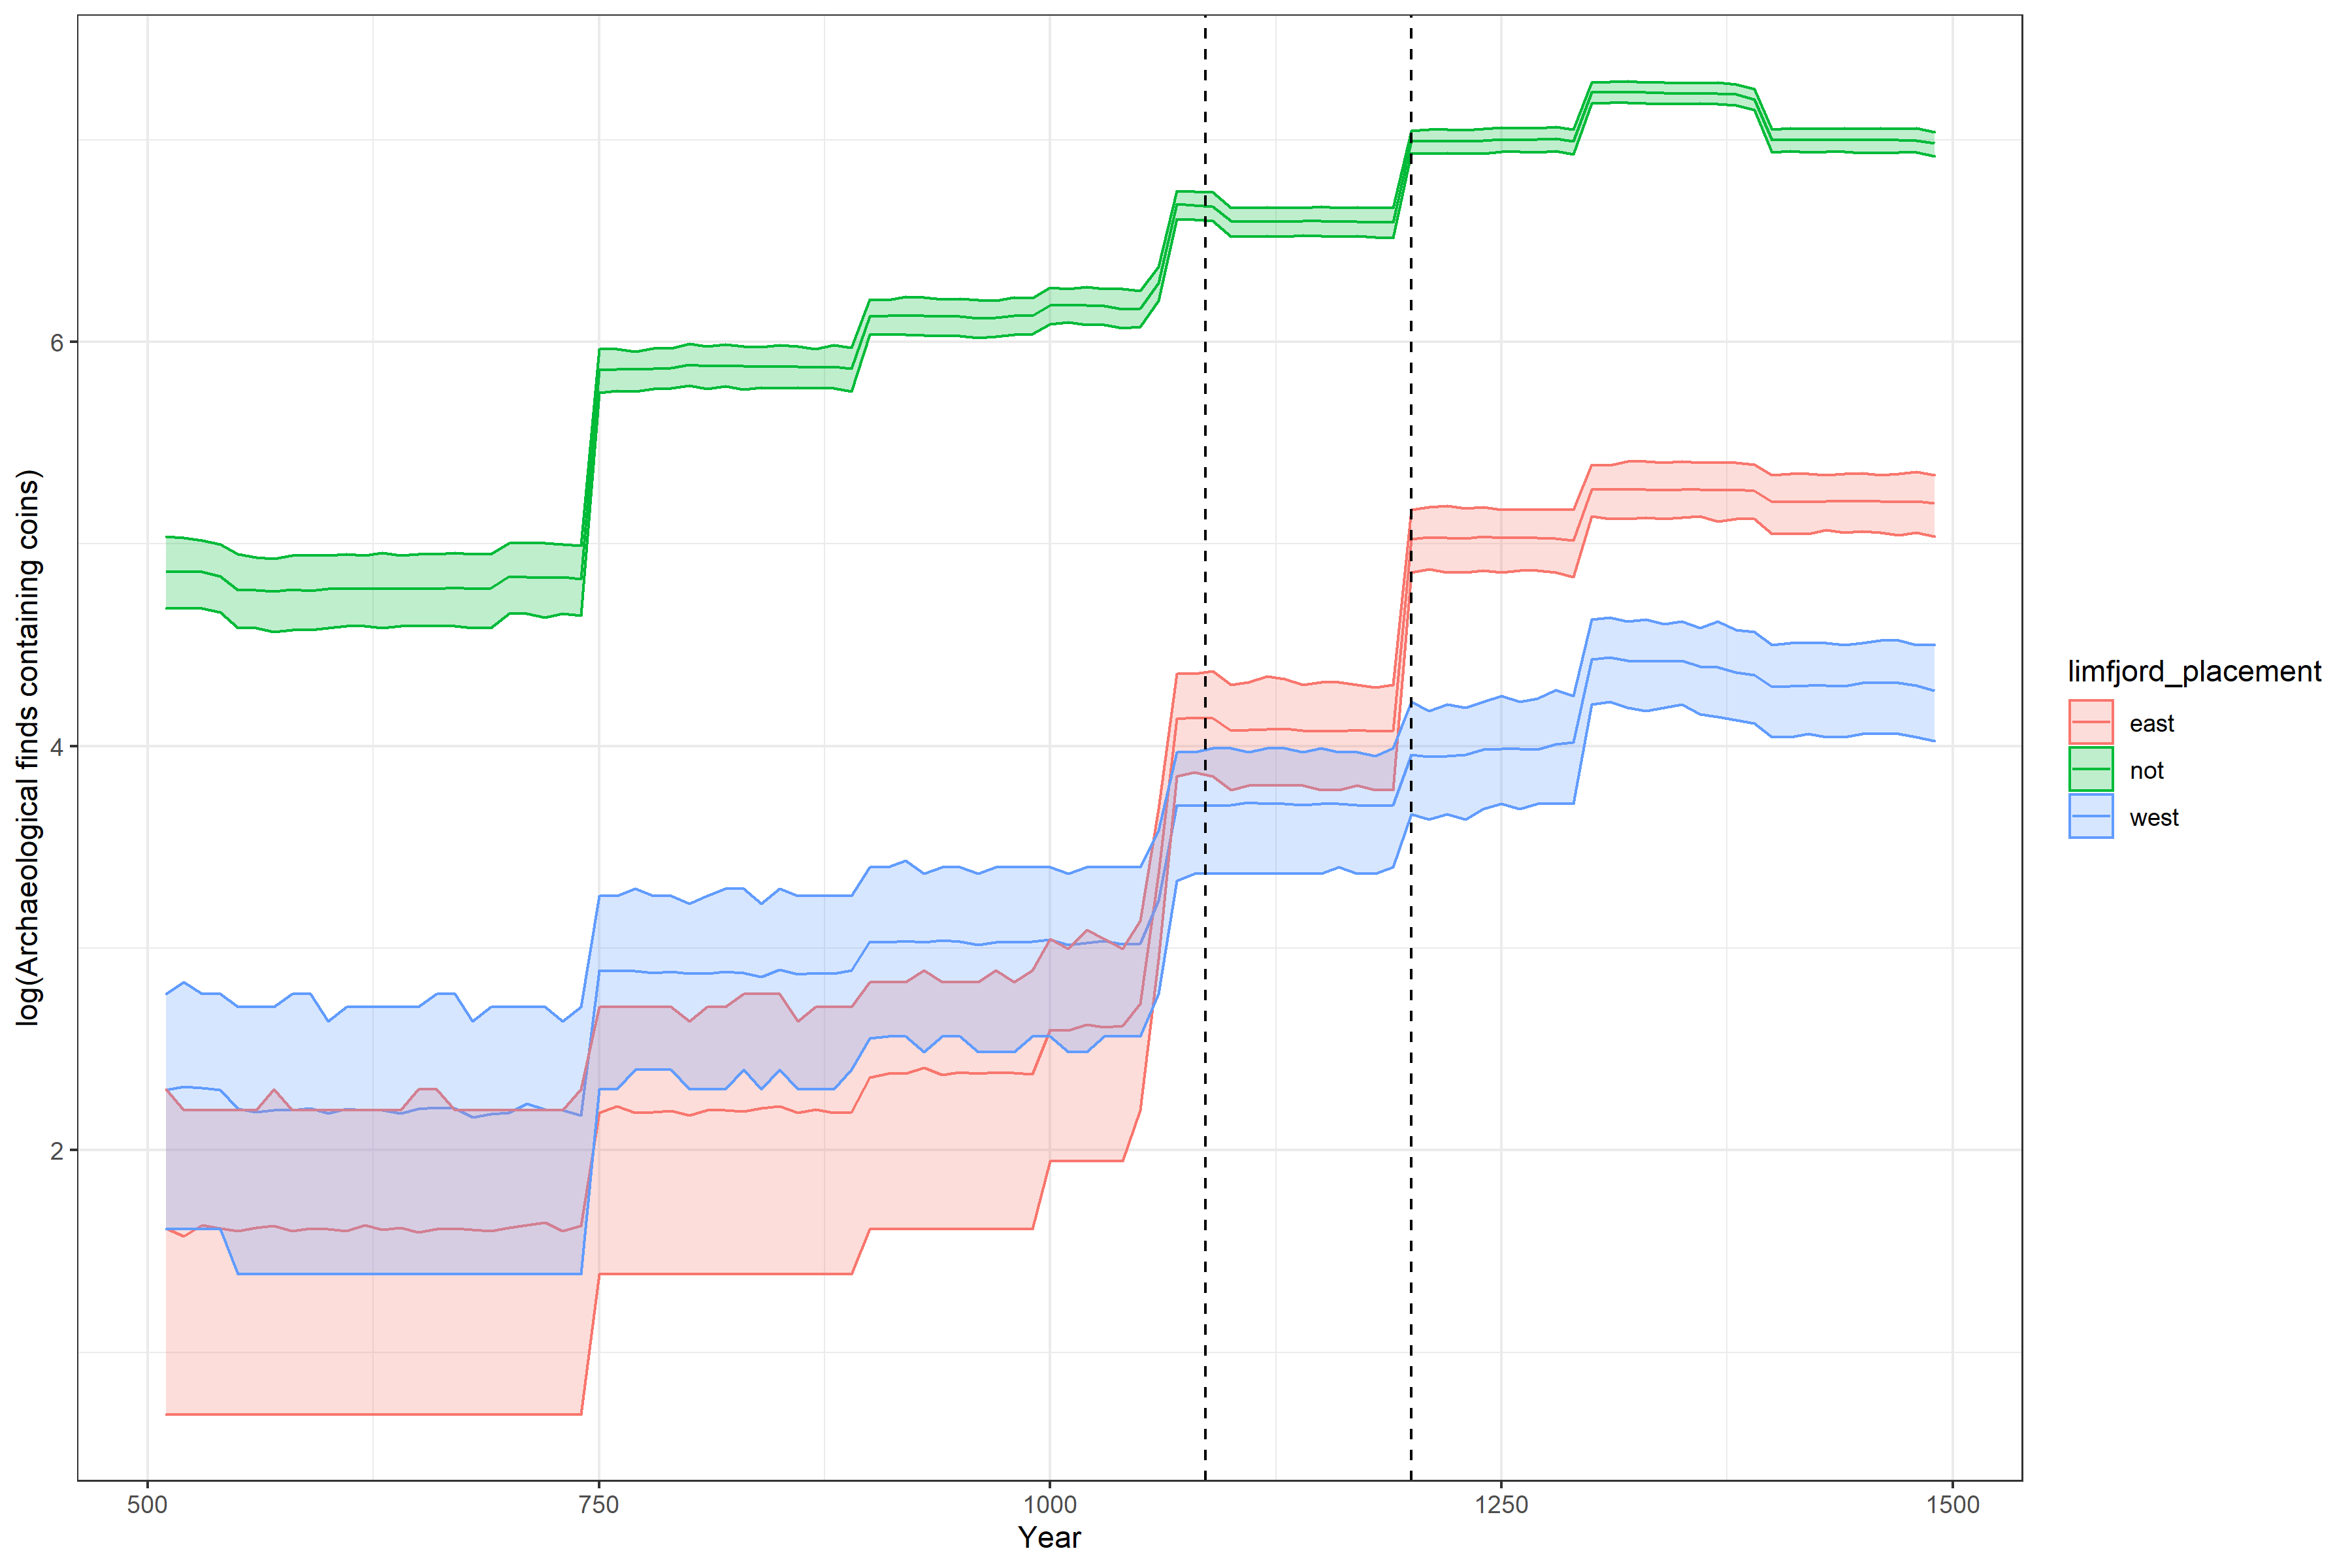 log(Archaeological finds containing coins)
6
4
2
500 750 1000 1250 1500
Year
limfjord_placement
east
not
west